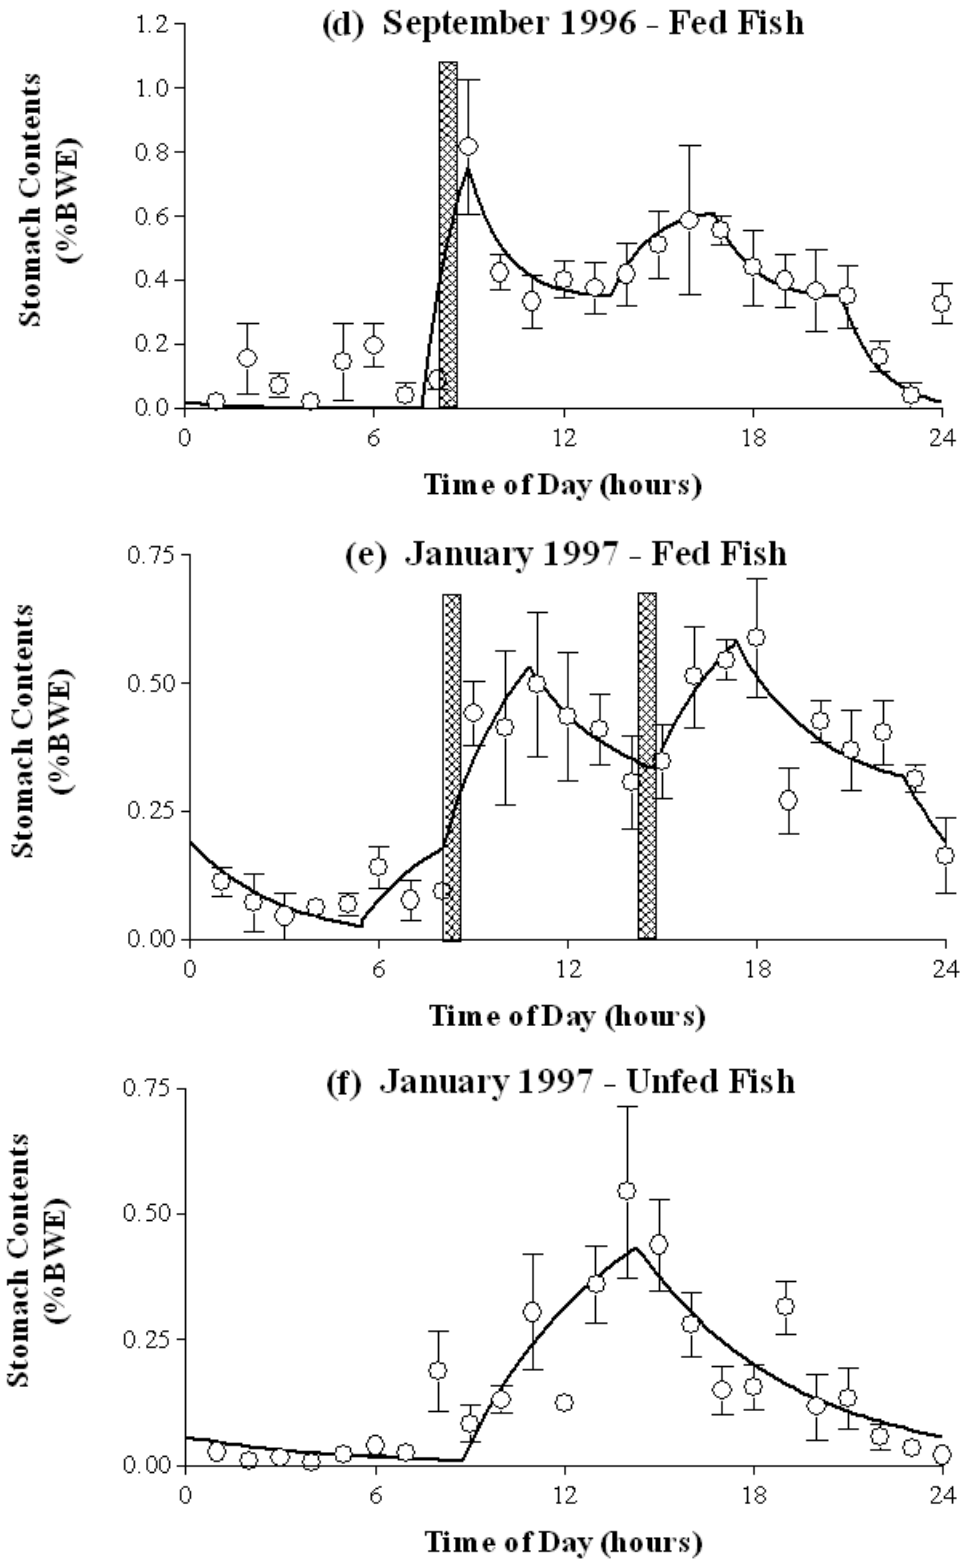 (d) September 1996 - Fed Fish
1.2
1.0
0.8
0.6
0.4
0.2
0.0
Stomach Contents
(%BWE)
0 6 12 18 24
Time of Day (hours)
(e) January 1997 - Fed Fish
0.75
0.50
0.25
0.00
Stomach Contents
(%BWE)
0 6 12 18 24
Time of Day (hours)
(f) January 1997 - Unfed Fish
0.75
0.50
0.25
0.00
Stomach Contents
(%BWE)
0 6 12 18 24
Time of Day (hours)